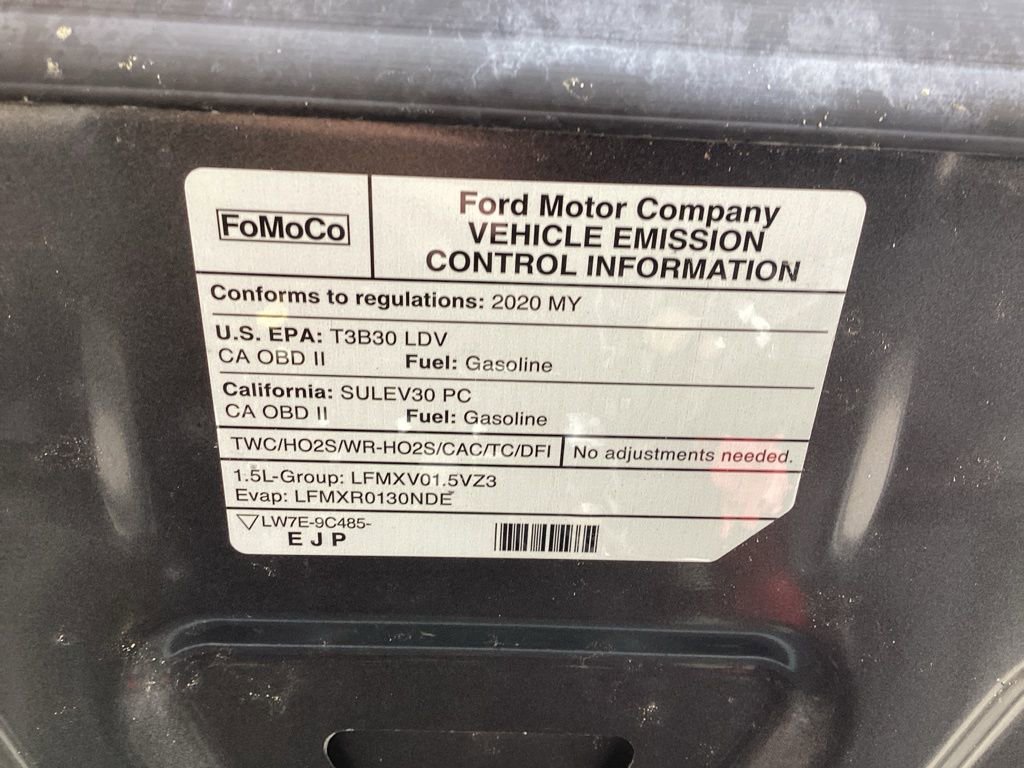 FoMoCo
Ford Motor Company
VEHICLE EMISSION
CONTROL INFORMATION
Conforms to regulations: 2020 MY
U.S. EPA: T3B30 LDV
CA OBD II Fuel: Gasoline
California: SULEV30 PC
CA OBD II Fuel: Gasoline
TWC/HO2S/WR-HO2S/CAC/TC/DFI No adjustments needed.
1.5L-Group: LFMXV01.5VZ3
Evap: LFMXR0130NDE
LW7E-9C485-
E J P